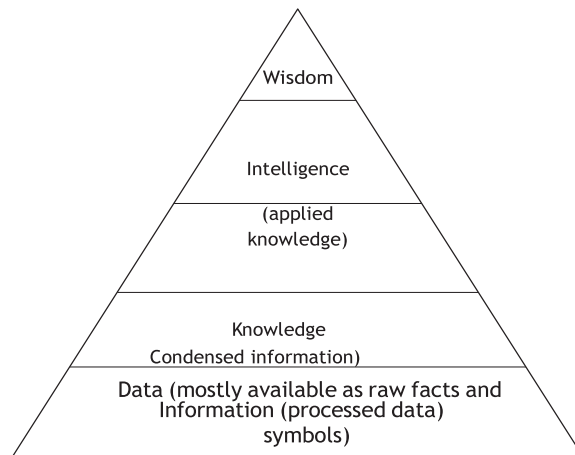 Wisdom
Intelligence
(applied
knowledge)
Knowledge
Condensed information)
Data (mostly available as raw facts and
Information (processed data)
symbols)